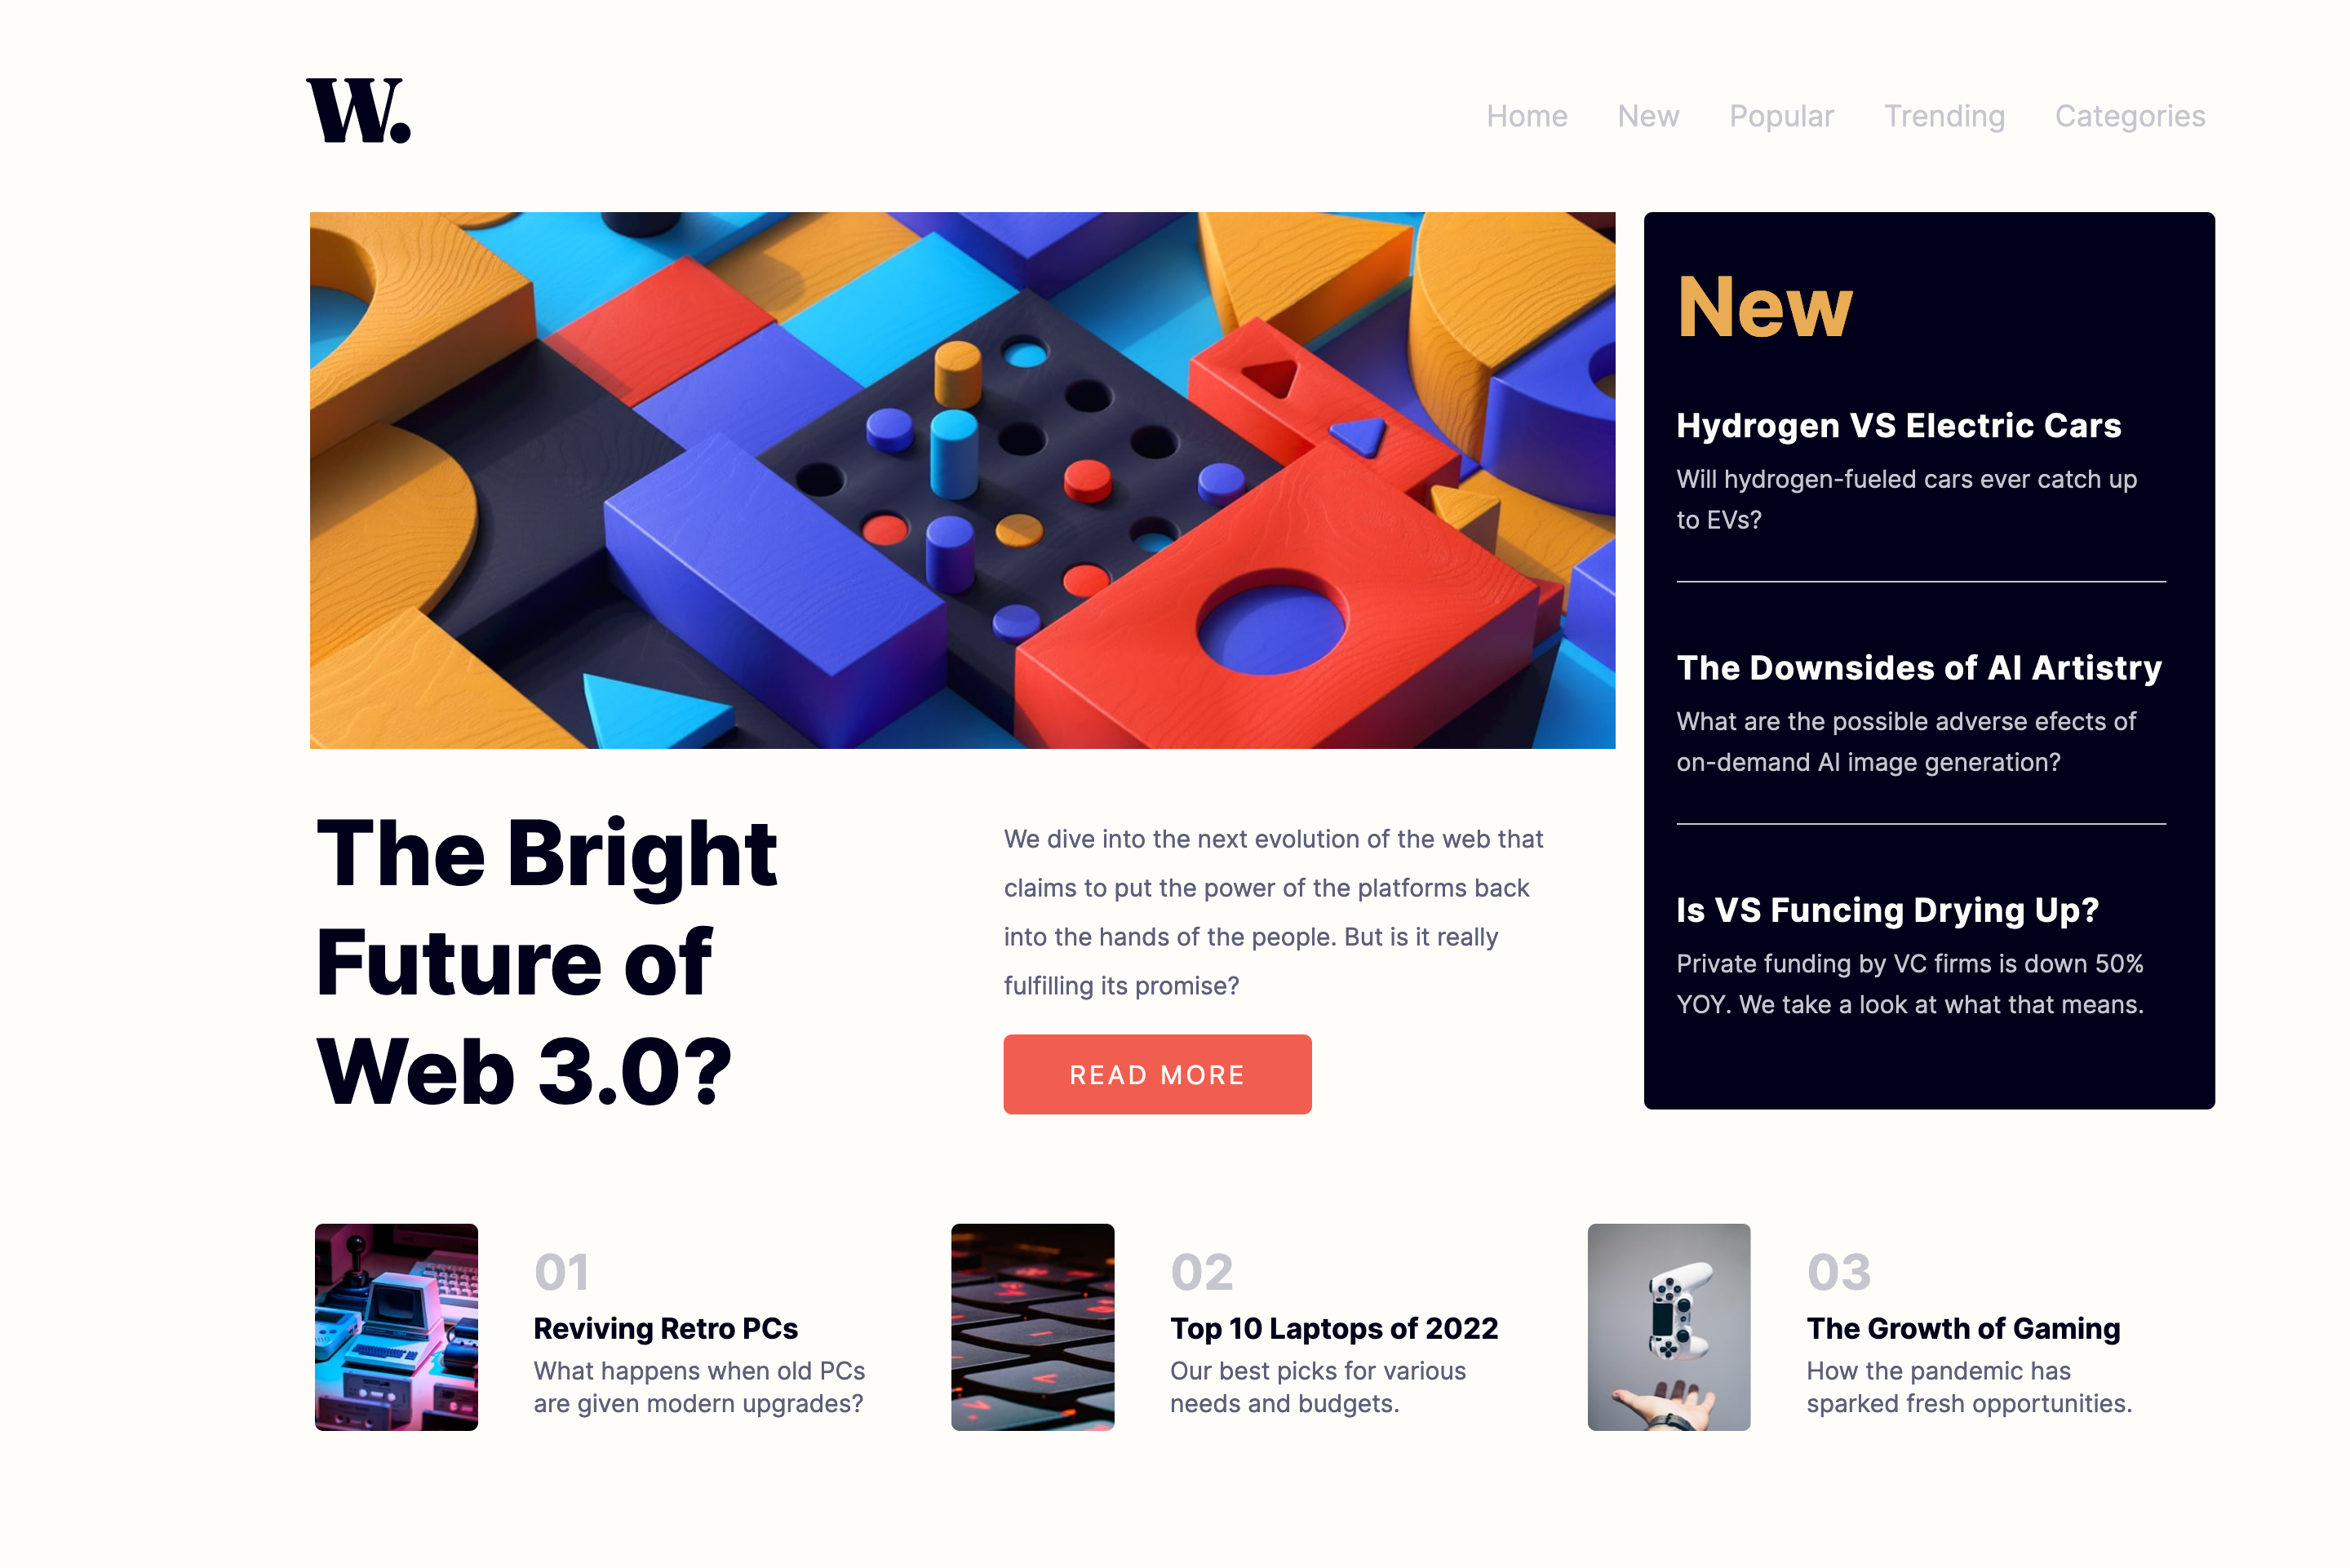 W.
Home New Popular Trending Categories
The Bright
Future of
Web 3.0?
We dive into the next evolution of the web that
claims to put the power of the platforms back
into the hands of the people. But is it really
fulfilling its promise?
READ MORE
New
Hydrogen VS Electric Cars
Will hydrogen-fueled cars ever catch up
to EVs?
The Downsides of AI Artistry
What are the possible adverse efects of
on-demand AI image generation?
Is VS Funcing Drying Up?
Private funding by VC firms is down 50%
YOY. We take a look at what that means.
01
Reviving Retro PCs
What happens when old PCs
are given modern upgrades?
02
Top 10 Laptops of 2022
Our best picks for various
needs and budgets.
03
The Growth of Gaming
How the pandemic has
sparked fresh opportunities.